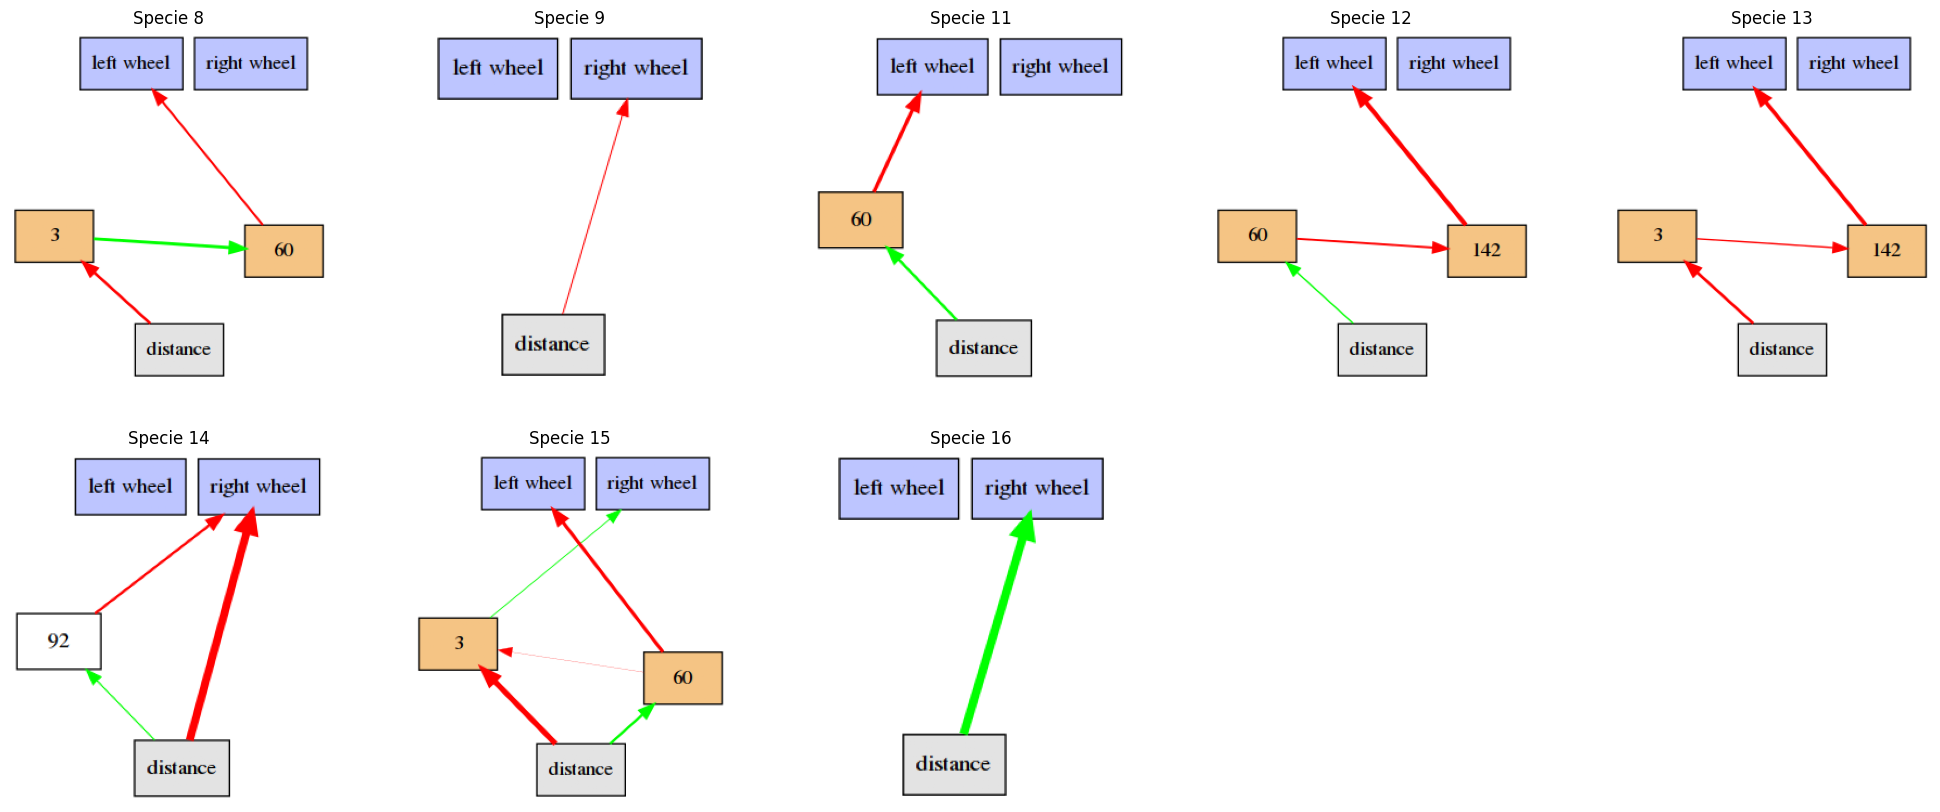 Specie 8
left wheel
right wheel
3
60
distance
Specie 9
left wheel
right wheel
distance
Specie 11
left wheel
right wheel
60
distance
Specie 12
left wheel
right wheel
60
142
distance
Specie 13
left wheel
right wheel
3
142
distance
Specie 14
left wheel
right wheel
92
distance
Specie 15
left wheel
right wheel
3
60
distance
Specie 16
left wheel
right wheel
distance